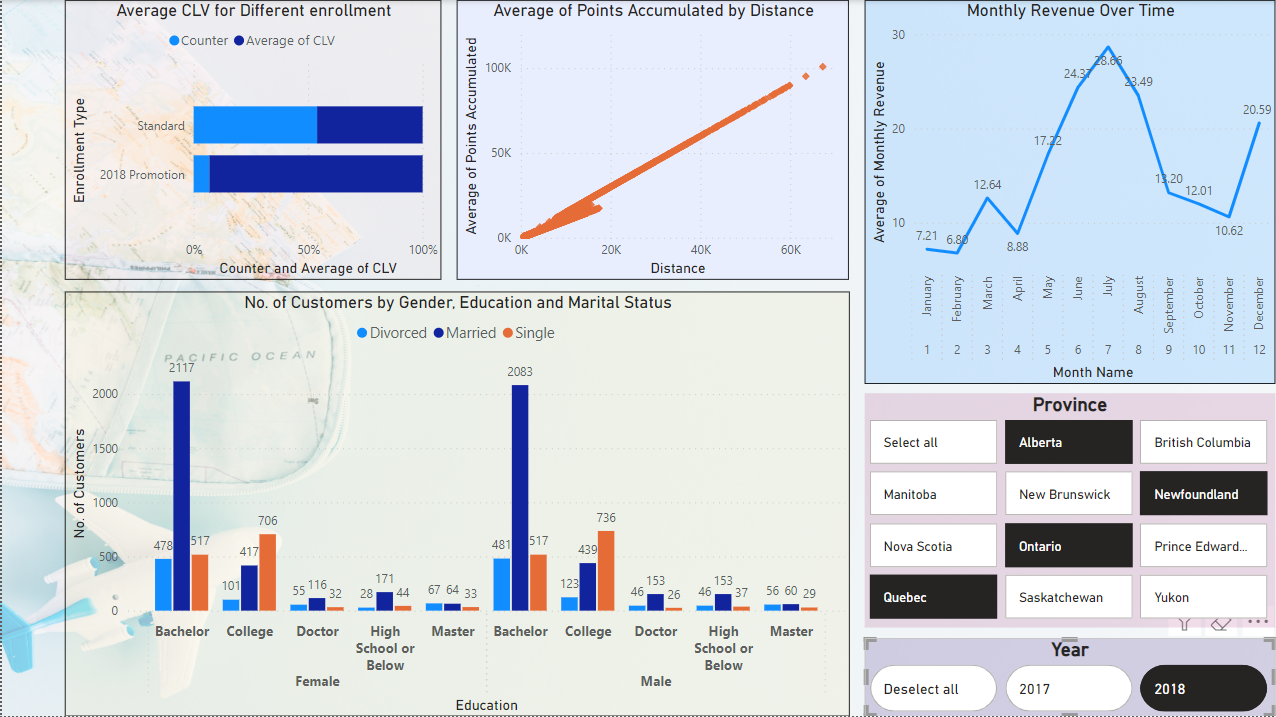 Average CLV for Different enrollment
Counter Average of CLV
Enrollment Type
Standard
2018 Promotion
0% 50% 100%
Counter and Average of CLV
Average of Points Accumulated by Distance
Average of Points Accumulated
100K
50K
0K
0K 20K 40K 60K
Distance
Monthly Revenue Over Time
Average of Monthly Revenue
30
20
10
7.21 6.80 12.64 8.88 17.22 24.37 28.66 23.49 13.20 12.01 10.62 20.59
January February March April May June July August September October November December
1 2 3 4 5 6 7 8 9 10 11 12
Month Name
No. of Customers by Gender, Education and Marital Status
Divorced Married Single
PACIFIC OCEAN
No. of Customers
2000
1500
1000
500
0
478 2117 517 101 417 706 55 116 32 28 171 44 67 64 33 481 2083 517 123 439 736 46 153 26 46 153 37 56 60 29
Bachelor College Doctor High School or Below Master Bachelor College Doctor High School or Below Master
Female Male
Education
Province
Select all Alberta British Columbia
Manitoba New Brunswick Newfoundland
Nova Scotia Ontario Prince Edward...
Quebec Saskatchewan Yukon
Year
Deselect all 2017 2018